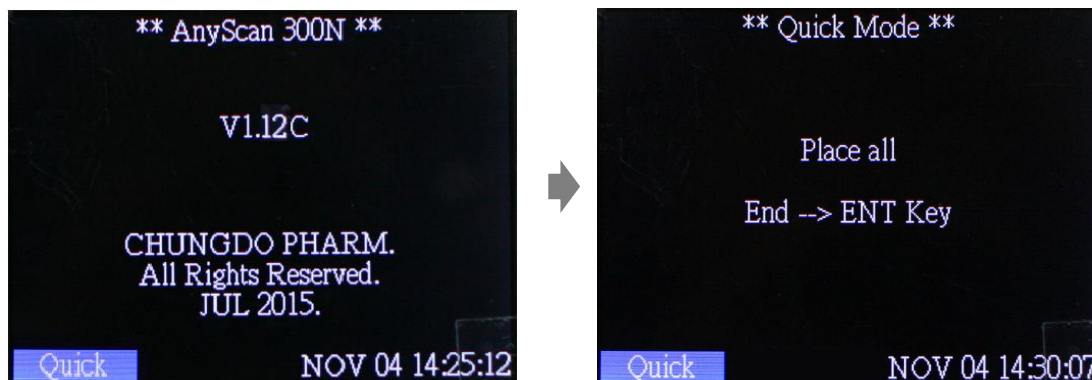 ** AnyScan 300N **
V1.12C
CHUNGDO PHARM.
All Rights Reserved.
JUL 2015.
Quick
NOV 04 14:25:12
** Quick Mode **
Place all
End --> ENT Key
Quick
NOV 04 14:30:07